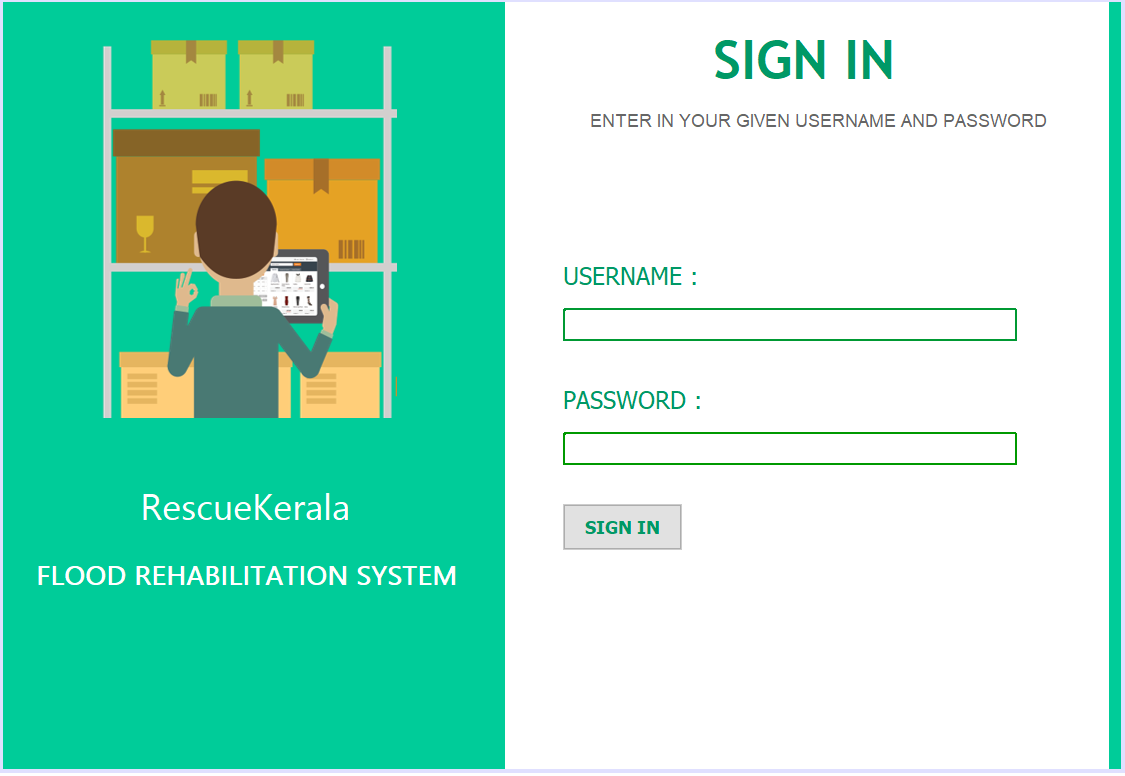 RescueKerala
FLOOD REHABILITATION SYSTEM
SIGN IN
ENTER IN YOUR GIVEN USERNAME AND PASSWORD
USERNAME :
PASSWORD :
SIGN IN